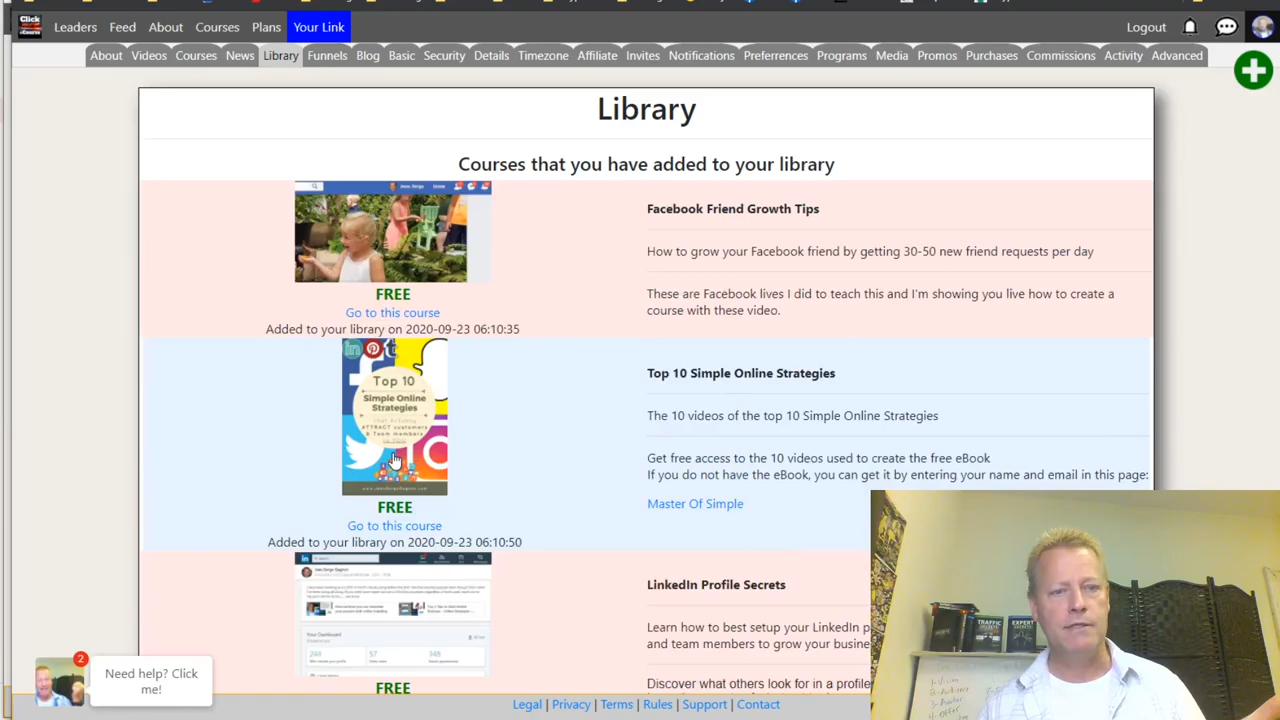 Click
eCourse
Leaders Feed About Courses Plans Your Link Logout
About Videos Courses News Library Funnels Blog Basic Security Details Timezone Affiliate Invites Notifications Preferences Programs Media Promos Purchases Commissions Activity Advanced
Library
Courses that you have added to your library
Facebook Friend Growth Tips
How to grow your Facebook friend by getting 30-50 new friend requests per day
These are Facebook lives I did to teach this and I'm showing you live how to create a
course with these video.
FREE
Go to this course
Added to your library on 2020-09-23 06:10:35
Top 10
Simple Online
Strategies
ATTRACT customers
& Team members
Top 10 Simple Online Strategies
The 10 videos of the top 10 Simple Online Strategies
Get free access to the 10 videos used to create the free eBook
If you do not have the eBook, you can get it by entering your name and email in this page:
Master Of Simple
FREE
Go to this course
Added to your library on 2020-09-23 06:10:50
LinkedIn Profile Secrets
Learn how to best setup your LinkedIn p
and team members to grow your busine
Discover what others look for in a profile
Your Dashboard
FREE
2
Need help? Click
me!
TRAFFIC
EXPERT
Legal | Privacy | Terms | Rules | Support | Contact